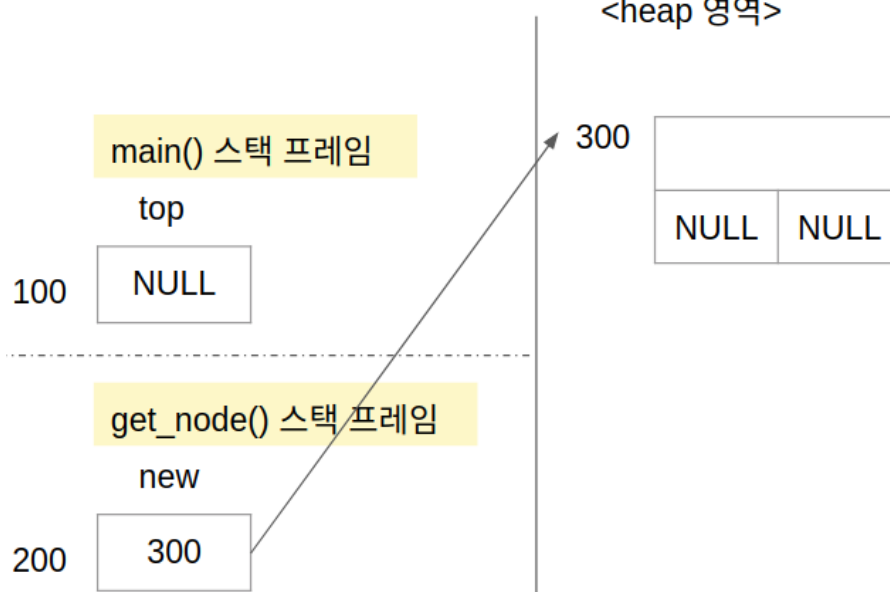 <heap 영역>
main() 스택 프레임
top
100
NULL
300
NULL
NULL
get_node() 스택 프레임
new
200
300